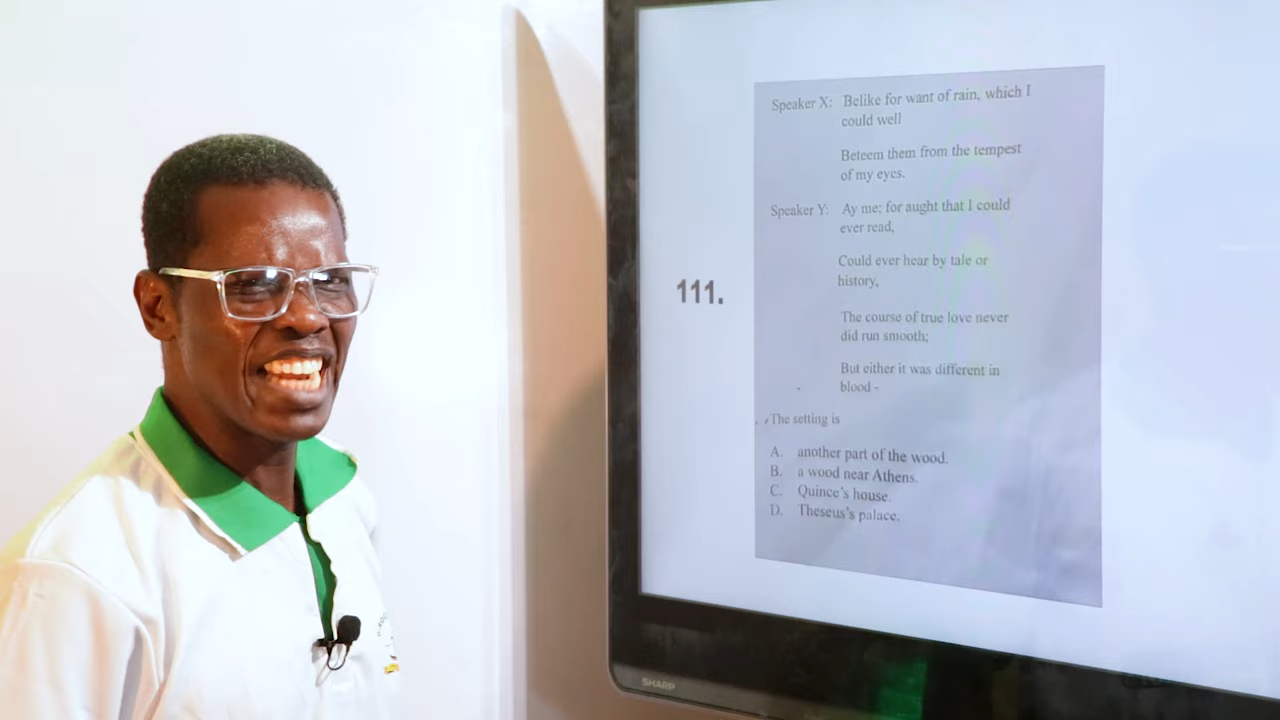 Speaker X: Belike for want of rain, which I
could well
Beteem them from the tempest
of my eyes.
Speaker Y: Ay me; for aught that I could
ever read,
Could ever hear by tale or
history,
The course of true love never
did run smooth;
But either it was different in
blood -
111.
The setting is
A. another part of the wood.
B. a wood near Athens.
C. Quince's house.
D. Theseus's palace.
SHARP